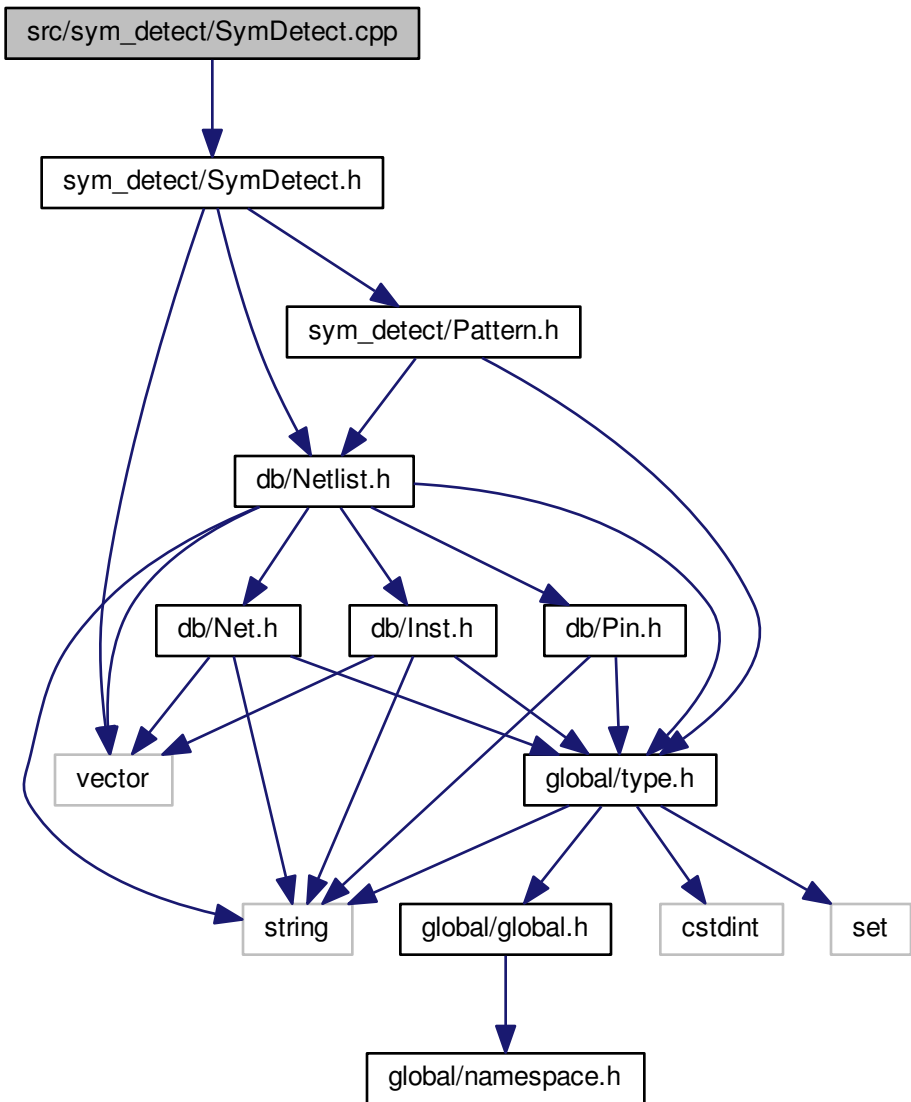 src/sym_detect/SymDetect.cpp
sym_detect/SymDetect.h
sym_detect/Pattern.h
db/Netlist.h
db/Net.h
db/Inst.h
db/Pin.h
vector
global/type.h
string
global/global.h
cstdint
set
global/namespace.h